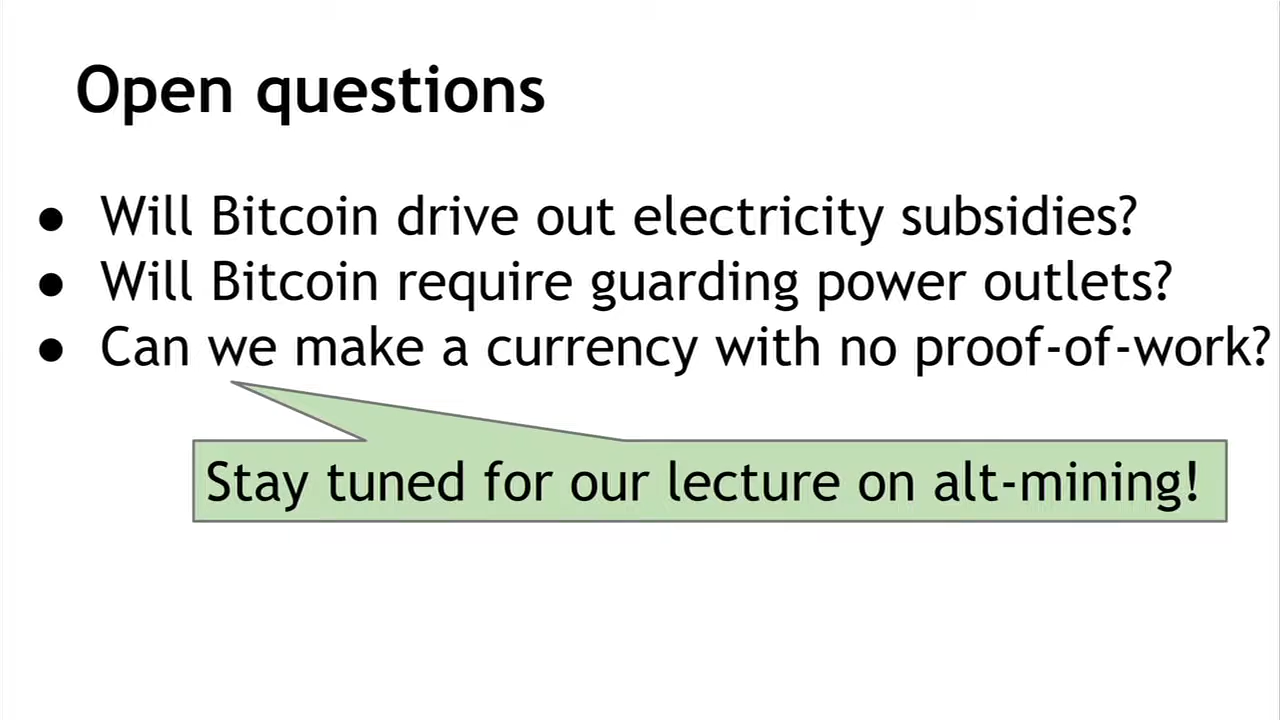 Open questions
● Will Bitcoin drive out electricity subsidies?
● Will Bitcoin require guarding power outlets?
● Can we make a currency with no proof-of-work?
Stay tuned for our lecture on alt-mining!